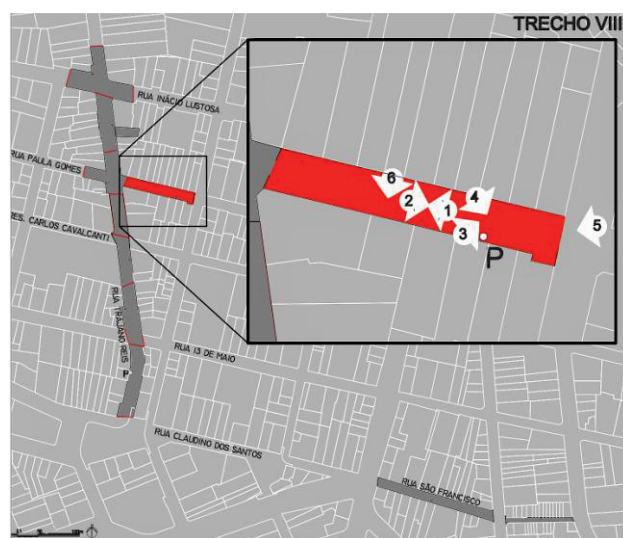 TRECHO VIII
RUA INÁCIO LUSTOSA
RUA PAULA GOMES
RES. CARLOS CAVALCANTI
RUA TRAJANO REIS
P
RUA 13 DE MAIO
RUA CLAUDINO DOS SANTOS
RUA SÃO FRANCISCO
6
2
1
4
3
5
P